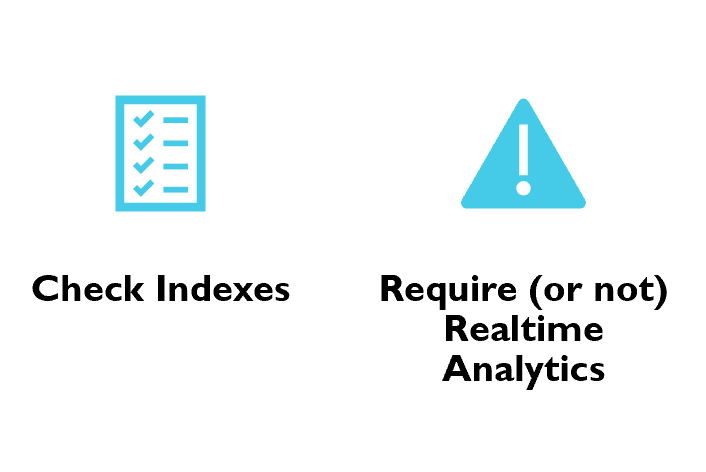 Check Indexes
Require (or not)
Realtime
Analytics